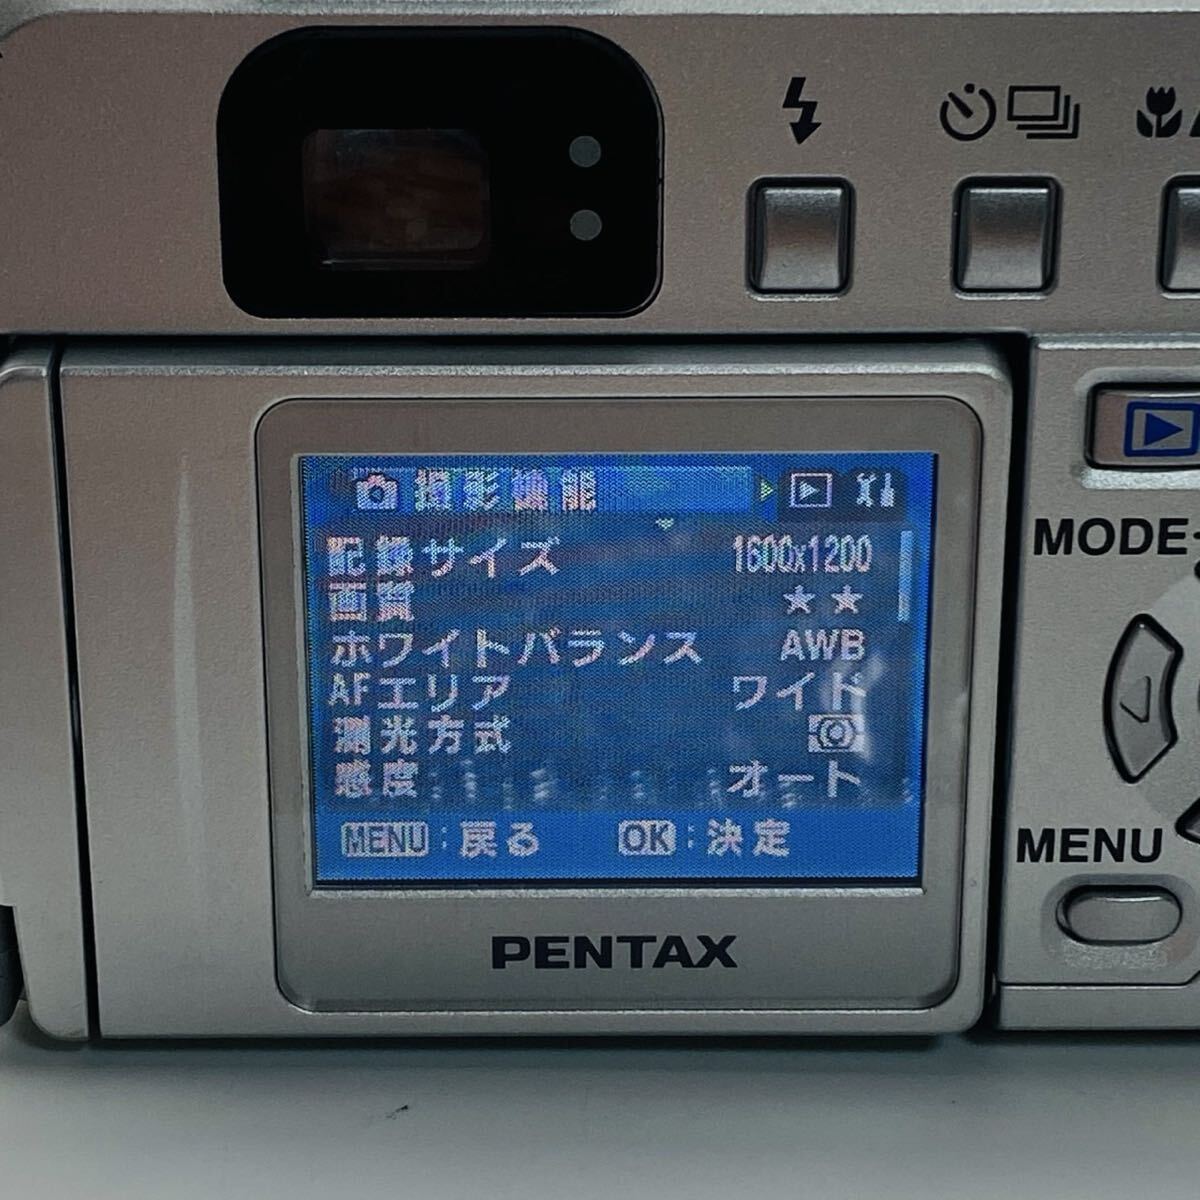 撮影機能
記録サイズ 1600x1200
画質 ★★
ホワイトバランス AWB
AFエリア ワイド
測光方式
感度 オート
MENU:戻る OK:決定
PENTAX
MODE
MENU